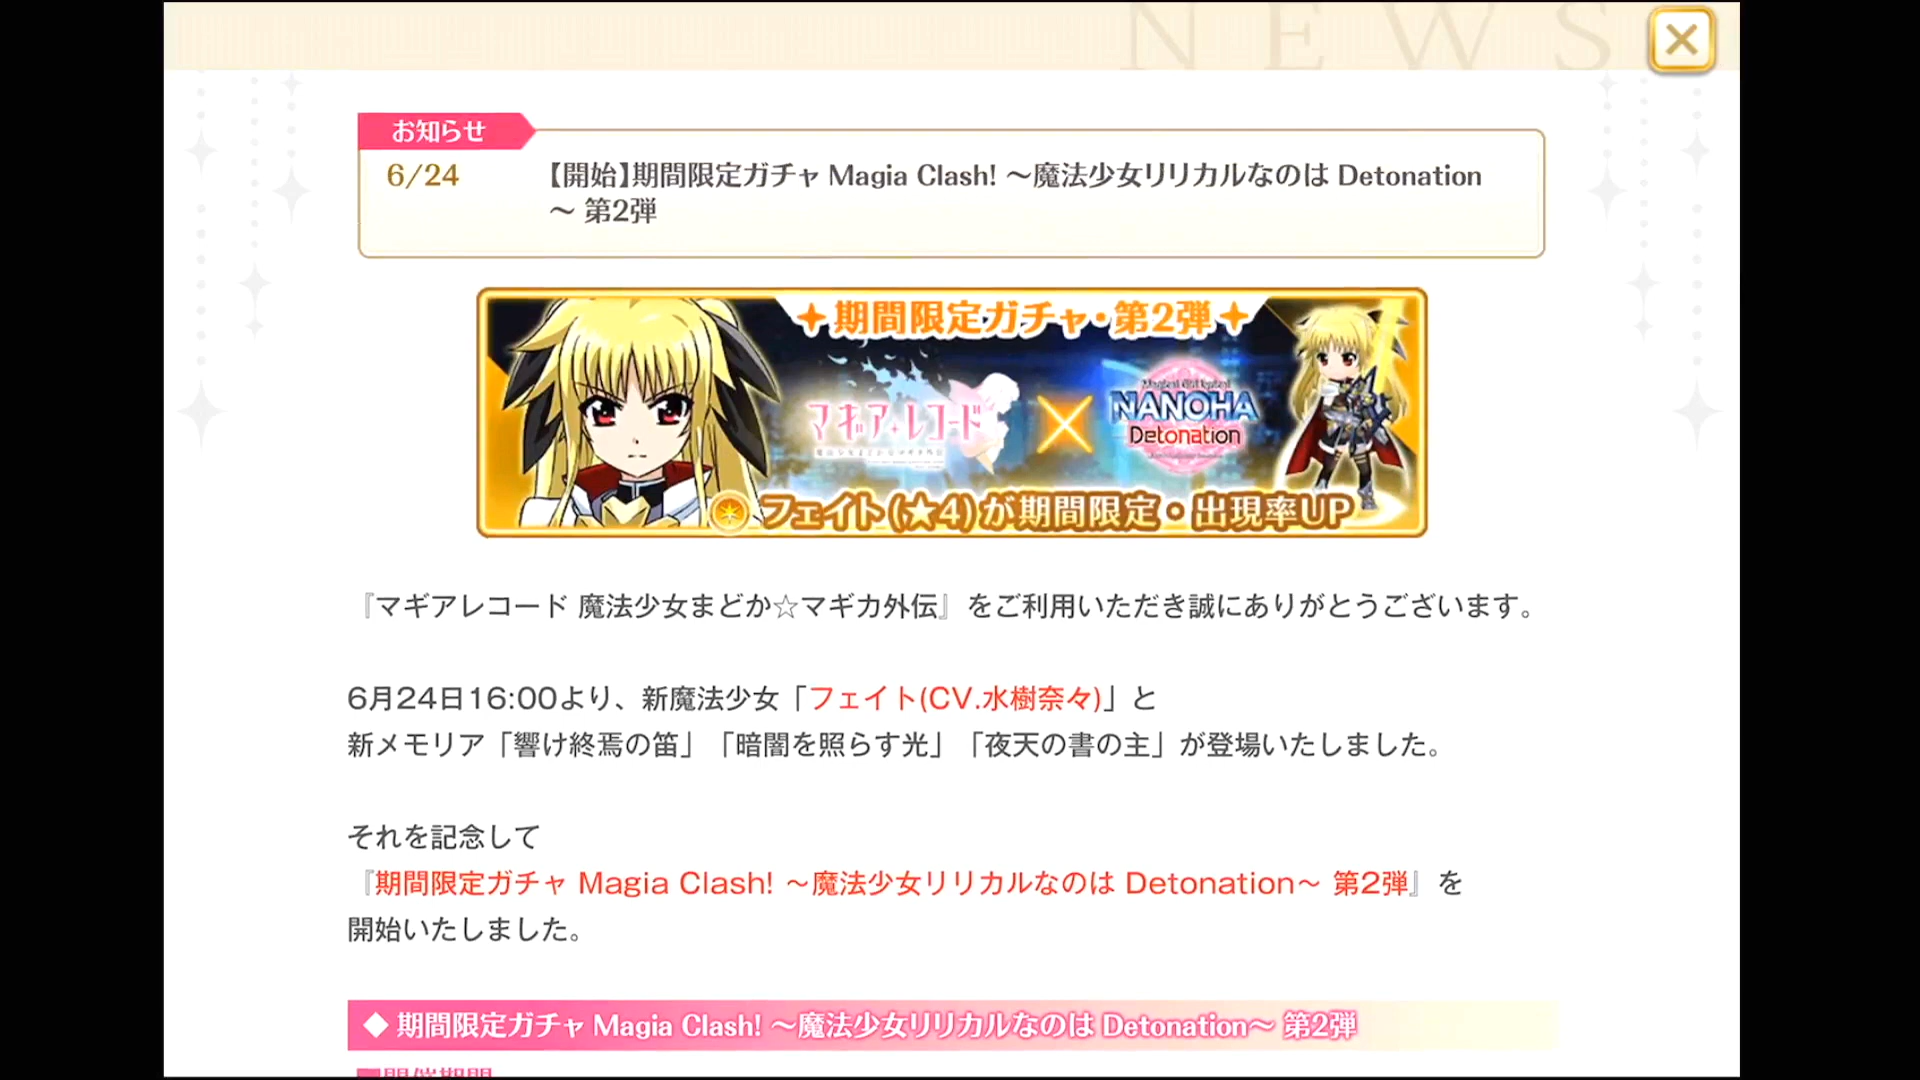 NEWS
お知らせ
6/24
【開始】期間限定ガチャ Magia Clash! ～魔法少女リリカルなのは Detonation
～ 第2弾
期間限定ガチャ・第2弾
マギア・レコード
Magical Girl Lyrical
NANOHA
Detonation
フェイト(★4)が期間限定・出現率UP
『マギアレコード 魔法少女まどか☆マギカ外伝』をご利用いただき誠にありがとうございます。
6月24日16:00より、新魔法少女「フェイト(CV.水樹奈々)」と
新メモリア「響け終焉の笛」「暗闇を照らす光」「夜天の書の主」が登場いたしました。
それを記念して
『期間限定ガチャ Magia Clash! ～魔法少女リリカルなのは Detonation～ 第2弾』を
開始いたしました。
◆ 期間限定ガチャ Magia Clash! ～魔法少女リリカルなのは Detonation～ 第2弾
■開催期間